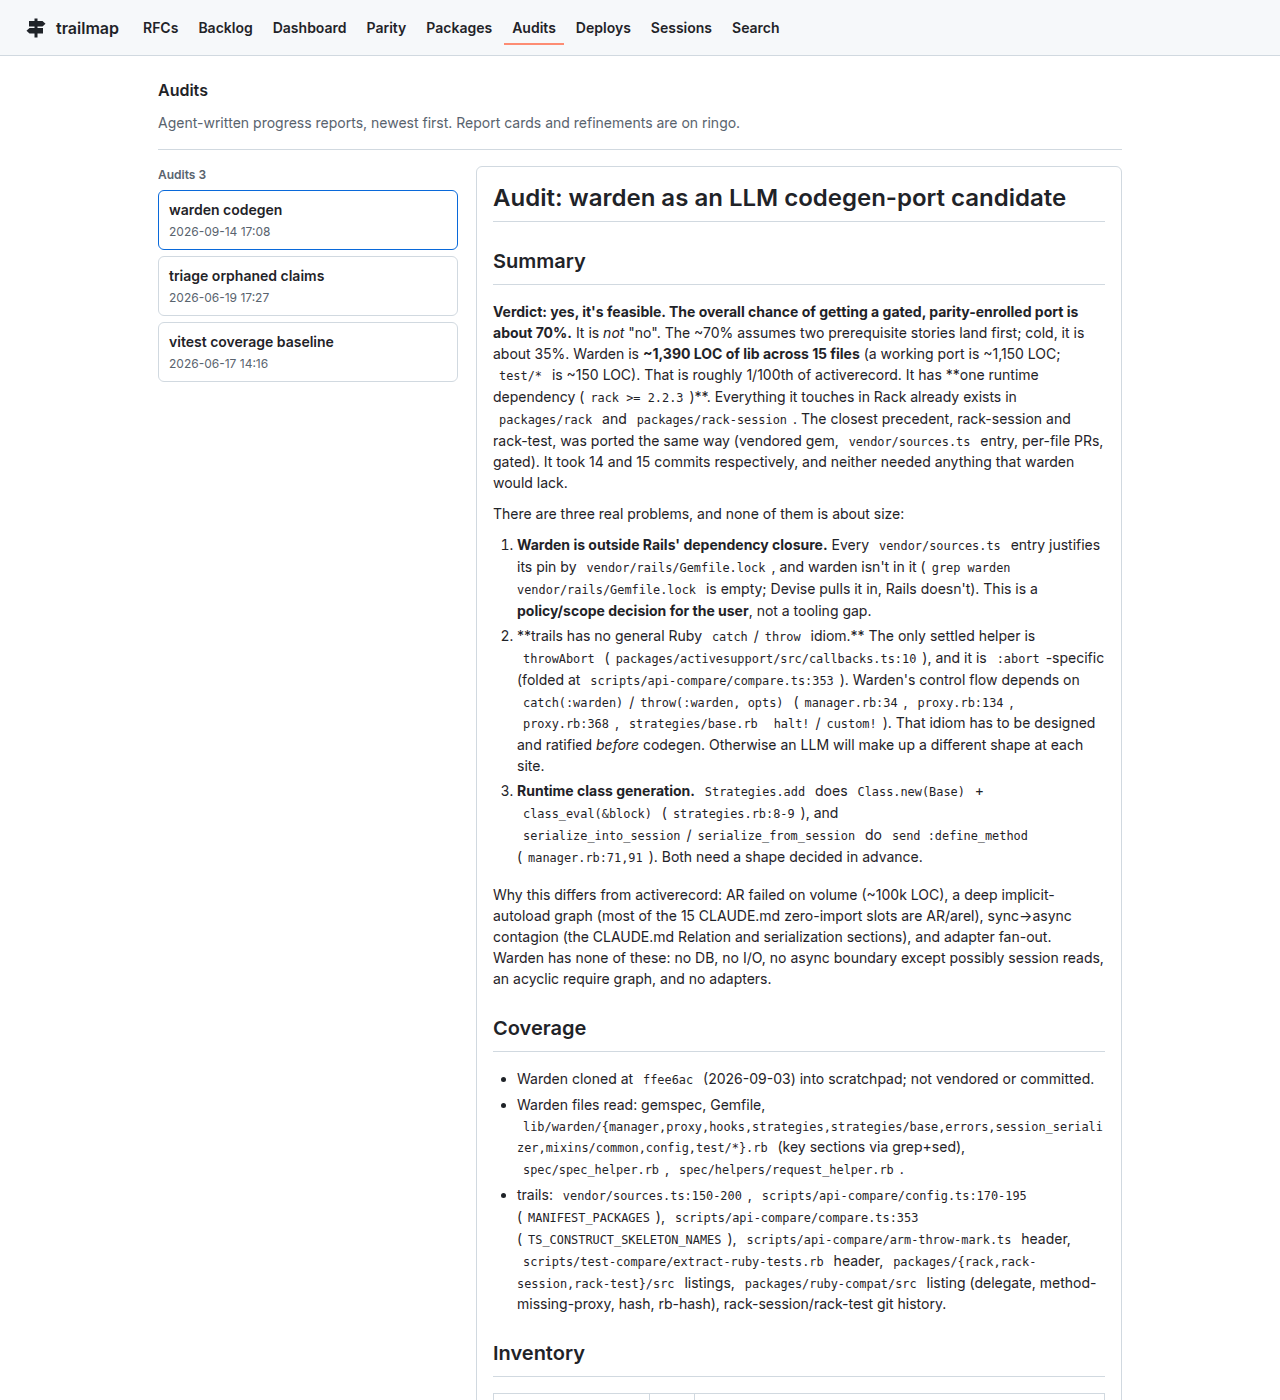 trailmap RFCs Backlog Dashboard Parity Packages Audits Deploys Sessions Search
Audits
Agent-written progress reports, newest first. Report cards and refinements are on ringo.
Audits 3
warden codegen
2026-09-14 17:08
triage orphaned claims
2026-06-19 17:27
vitest coverage baseline
2026-06-17 14:16
Audit: warden as an LLM codegen-port candidate
Summary
Verdict: yes, it's feasible. The overall chance of getting a gated, parity-enrolled port is
about 70%. It is not "no". The ~70% assumes two prerequisite stories land first; cold, it is
about 35%. Warden is ~1,390 LOC of lib across 15 files (a working port is ~1,150 LOC;
test/* is ~150 LOC). That is roughly 1/100th of activerecord. It has **one runtime
dependency ( rack >= 2.2.3 )**. Everything it touches in Rack already exists in
packages/rack and packages/rack-session . The closest precedent, rack-session and
rack-test, was ported the same way (vendored gem, vendor/sources.ts entry, per-file PRs,
gated). It took 14 and 15 commits respectively, and neither needed anything that warden
would lack.
There are three real problems, and none of them is about size:
1. Warden is outside Rails' dependency closure. Every vendor/sources.ts entry justifies
its pin by vendor/rails/Gemfile.lock , and warden isn't in it ( grep warden
vendor/rails/Gemfile.lock is empty; Devise pulls it in, Rails doesn't). This is a
policy/scope decision for the user, not a tooling gap.
2. **trails has no general Ruby catch / throw idiom.** The only settled helper is
throwAbort ( packages/activesupport/src/callbacks.ts:10 ), and it is :abort -specific
(folded at scripts/api-compare/compare.ts:353 ). Warden's control flow depends on
catch(:warden) / throw(:warden, opts) ( manager.rb:34 , proxy.rb:134 ,
proxy.rb:368 , strategies/base.rb halt! / custom! ). That idiom has to be designed
and ratified before codegen. Otherwise an LLM will make up a different shape at each
site.
3. Runtime class generation. Strategies.add does Class.new(Base) +
class_eval(&block) ( strategies.rb:8-9 ), and
serialize_into_session / serialize_from_session do send :define_method
( manager.rb:71,91 ). Both need a shape decided in advance.
Why this differs from activerecord: AR failed on volume (~100k LOC), a deep implicit-
autoload graph (most of the 15 CLAUDE.md zero-import slots are AR/arel), sync→async
contagion (the CLAUDE.md Relation and serialization sections), and adapter fan-out.
Warden has none of these: no DB, no I/O, no async boundary except possibly session reads,
an acyclic require graph, and no adapters.
Coverage
• Warden cloned at ffee6ac (2026-09-03) into scratchpad; not vendored or committed.
• Warden files read: gemspec, Gemfile,
lib/warden/{manager,proxy,hooks,strategies,strategies/base,errors,session_seriali
zer,mixins/common,config,test/*}.rb (key sections via grep+sed),
spec/spec_helper.rb , spec/helpers/request_helper.rb .
• trails: vendor/sources.ts:150-200 , scripts/api-compare/config.ts:170-195
( MANIFEST_PACKAGES ), scripts/api-compare/compare.ts:353
( TS_CONSTRUCT_SKELETON_NAMES ), scripts/api-compare/arm-throw-mark.ts header,
scripts/test-compare/extract-ruby-tests.rb header, packages/{rack,rack-
session,rack-test}/src listings, packages/ruby-compat/src listing (delegate, method-
missing-proxy, hash, rb-hash), rack-session/rack-test git history.
Inventory